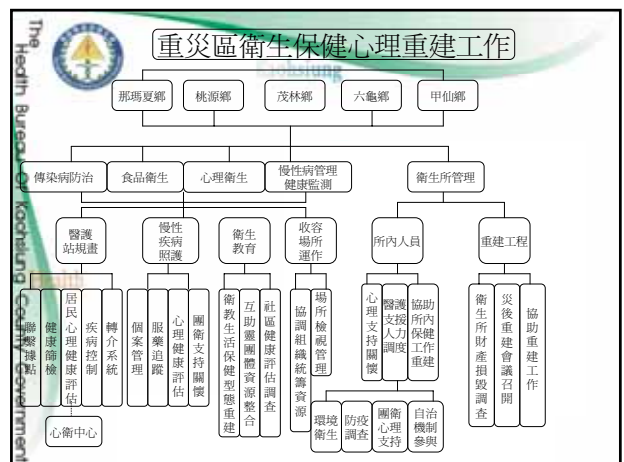 The Health Bureau Of Kaohsiung County Government
重災區衛生保健心理重建工作
Kaohsiung
那瑪夏鄉
桃源鄉
茂林鄉
六龜鄉
甲仙鄉
傳染病防治
食品衛生
心理衛生
慢性病管理
健康監測
衛生所管理
醫護
站規畫
慢性
疾病
照護
衛生
教育
收容
場所
運作
所內人員
重建工程
Health
聯繫據點
健康篩檢
居民心理健康評估
疾病控制
轉介系統
個案管理
服藥追蹤
心理健康評估
團衛支持關懷
衛教生活保健型態重建
互助靈團體資源整合
社區健康評估調查
協調組織統籌資源
場所檢視管理
心理支持關懷
醫護
支援
人力
調度
協助
所內
保健
工作
重建
衛生所財產損毀調查
災後重建會議召開
協助重建工作
心衛中心
環境
衛生
防疫
調查
團衛
心理
支持
自治
機制
參與